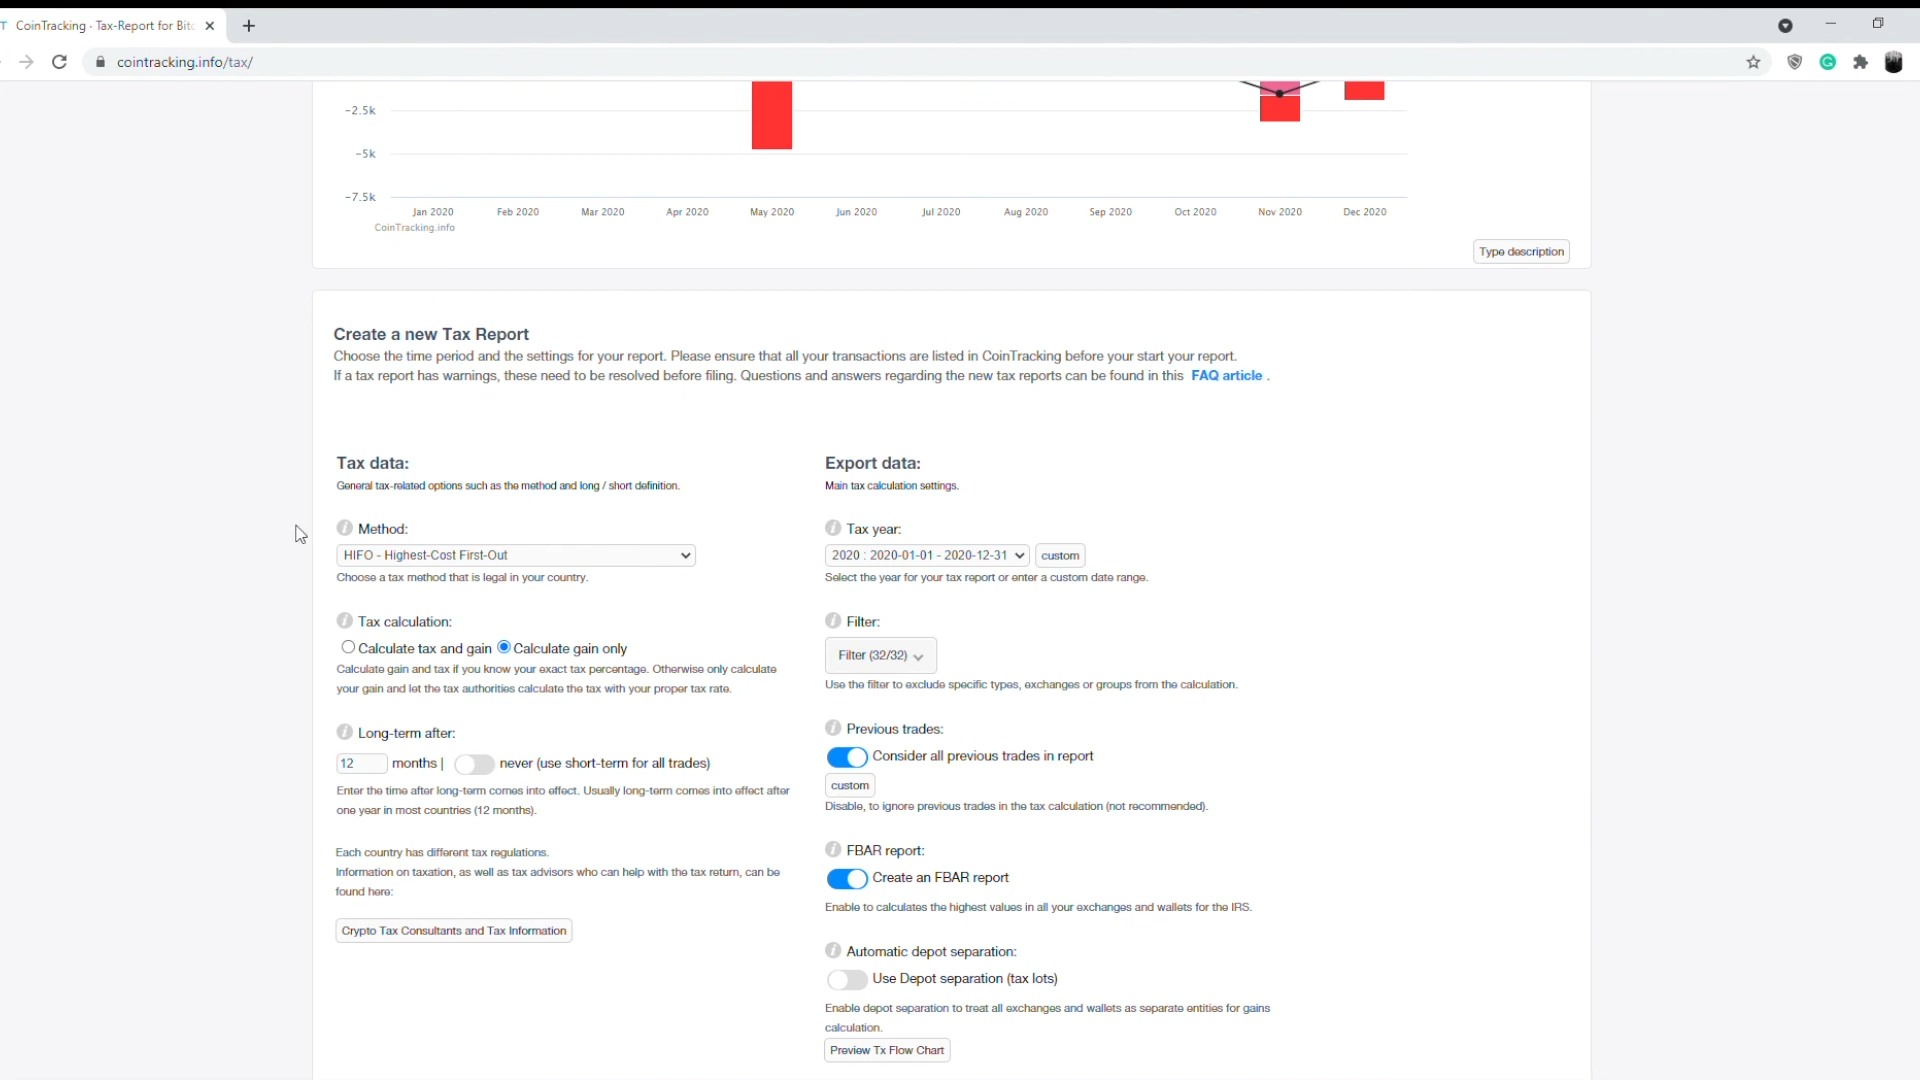 CoinTracking · Tax-Report for Bitc
cointracking.info/tax/
-2.5k
-5k
-7.5k
Jan 2020 Feb 2020 Mar 2020 Apr 2020 May 2020 Jun 2020 Jul 2020 Aug 2020 Sep 2020 Oct 2020 Nov 2020 Dec 2020
CoinTracking.info
Type description
Create a new Tax Report
Choose the time period and the settings for your report. Please ensure that all your transactions are listed in CoinTracking before your start your report.
If a tax report has warnings, these need to be resolved before filing. Questions and answers regarding the new tax reports can be found in this FAQ article .
Tax data:
General tax-related options such as the method and long / short definition.
Method:
HIFO - Highest-Cost First-Out
Choose a tax method that is legal in your country.
Tax calculation:
Calculate tax and gain Calculate gain only
Calculate gain and tax if you know your exact tax percentage. Otherwise only calculate
your gain and let the tax authorities calculate the tax with your proper tax rate.
Long-term after:
12 months | never (use short-term for all trades)
Enter the time after long-term comes into effect. Usually long-term comes into effect after
one year in most countries (12 months).
Each country has different tax regulations.
Information on taxation, as well as tax advisors who can help with the tax return, can be
found here:
Crypto Tax Consultants and Tax Information
Export data:
Main tax calculation settings.
Tax year:
2020 : 2020-01-01 - 2020-12-31 custom
Select the year for your tax report or enter a custom date range.
Filter:
Filter (32/32)
Use the filter to exclude specific types, exchanges or groups from the calculation.
Previous trades:
Consider all previous trades in report
custom
Disable, to ignore previous trades in the tax calculation (not recommended).
FBAR report:
Create an FBAR report
Enable to calculates the highest values in all your exchanges and wallets for the IRS.
Automatic depot separation:
Use Depot separation (tax lots)
Enable depot separation to treat all exchanges and wallets as separate entities for gains
calculation.
Preview Tx Flow Chart